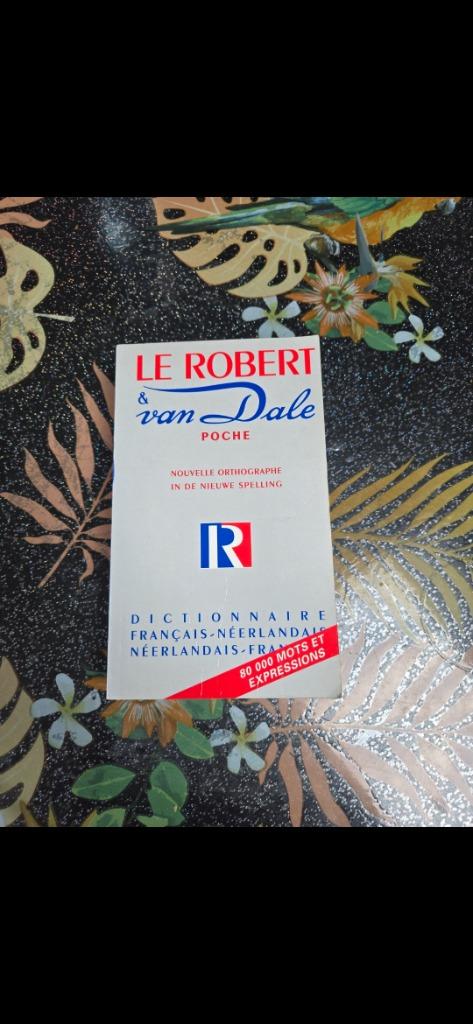 LE ROBERT
&
van Dale
POCHE
NOUVELLE ORTHOGRAPHE
IN DE NIEUWE SPELLING
R
DICTIONNAIRE
FRANÇAIS-NÉERLANDAIS
NÉERLANDAIS-FRA
80 000 MOTS ET
EXPRESSIONS